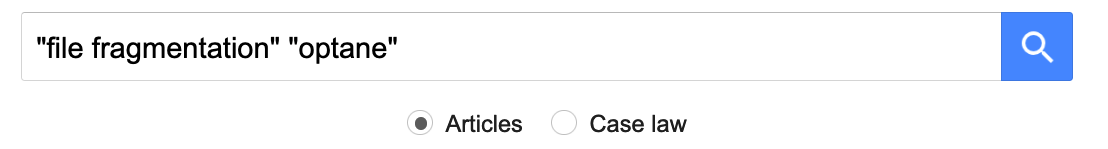 "file fragmentation" "optane"
Articles Case law